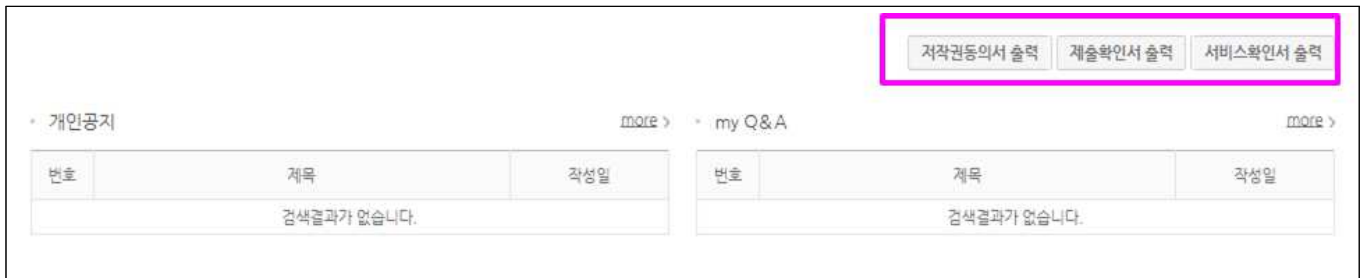 저작권동의서 출력 제출확인서 출력 서비스확인서 출력
개인공지 more >
번호 제목 작성일
검색결과가 없습니다.
my Q&A more >
번호 제목 작성일
검색결과가 없습니다.